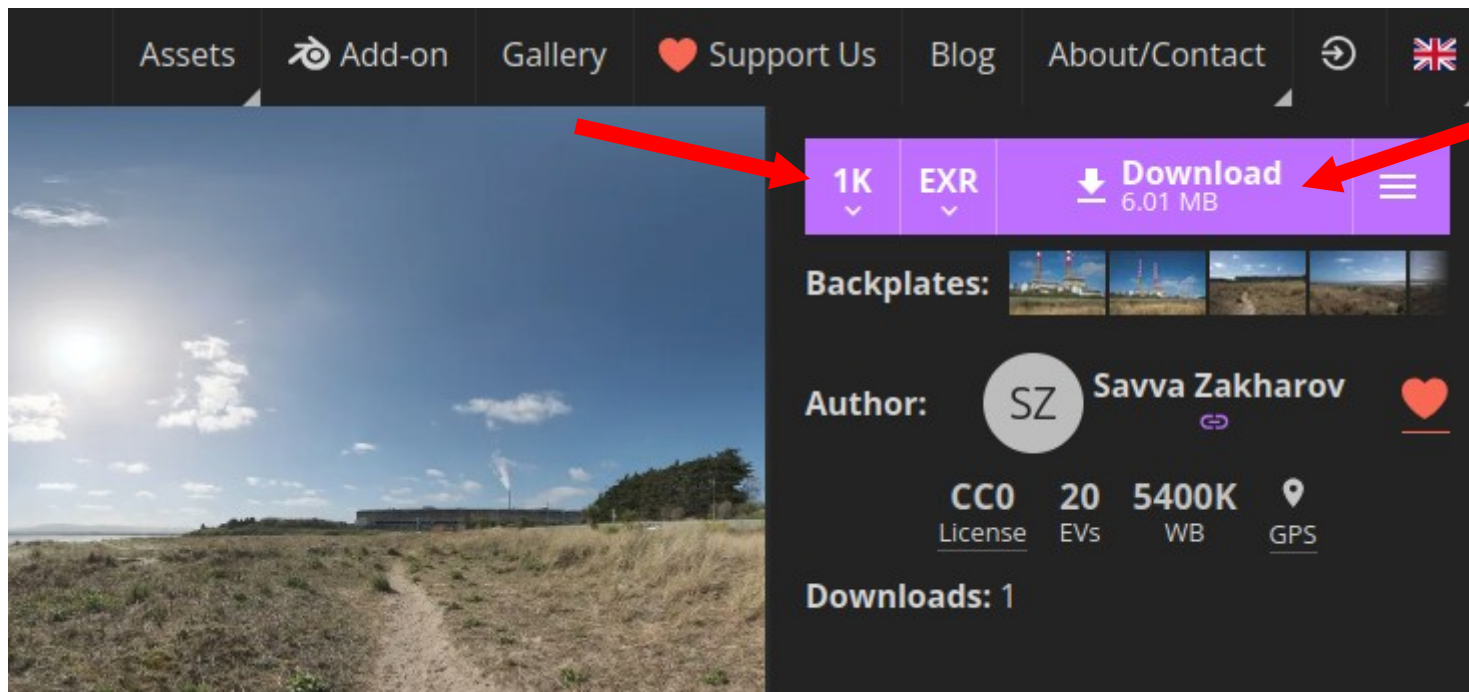 Assets Add-on Gallery Support Us Blog About/Contact
1K EXR Download
6.01 MB
Backplates:
Author: SZ Savva Zakharov
CC0 20 5400K
License EVs WB GPS
Downloads: 1